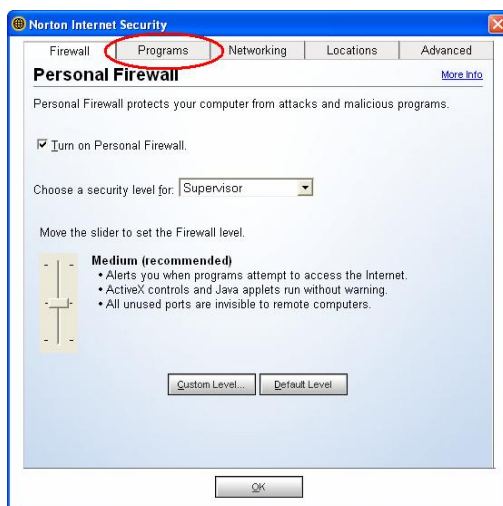 Norton Internet Security
Firewall Programs Networking Locations Advanced
Personal Firewall More Info
Personal Firewall protects your computer from attacks and malicious programs.
Turn on Personal Firewall.
Choose a security level for: Supervisor
Move the slider to set the Firewall level.
Medium (recommended)
• Alerts you when programs attempt to access the Internet.
• ActiveX controls and Java applets run without warning.
• All unused ports are invisible to remote computers.
Custom Level... Default Level
OK